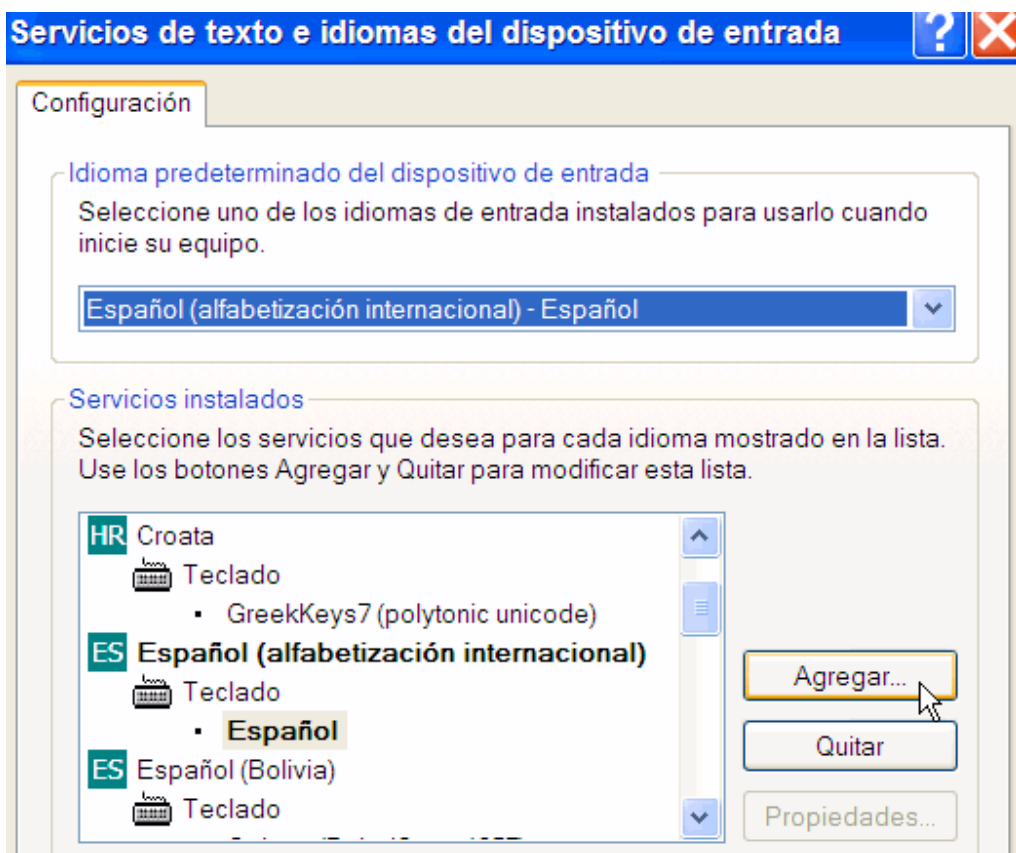 Servicios de texto e idiomas del dispositivo de entrada
Configuración
Idioma predeterminado del dispositivo de entrada
Seleccione uno de los idiomas de entrada instalados para usarlo cuando
inicie su equipo.
Español (alfabetización internacional) - Español
Servicios instalados
Seleccione los servicios que desea para cada idioma mostrado en la lista.
Use los botones Agregar y Quitar para modificar esta lista.
HR Croata
Teclado
GreekKeys7 (polytonic unicode)
ES Español (alfabetización internacional)
Teclado
Español
ES Español (Bolivia)
Teclado
Agregar...
Quitar
Propiedades...